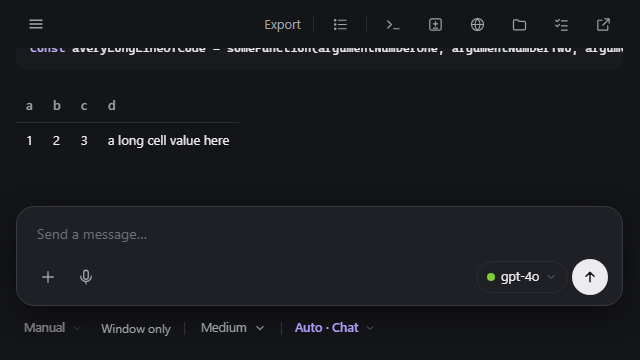 Export
const aVeryLongLineOfCode = someFunction(argumentNumberOne, argumentNumberTwo,
a b c d
1 2 3 a long cell value here
Send a message...
gpt-4o
Manual Window only Medium Auto · Chat